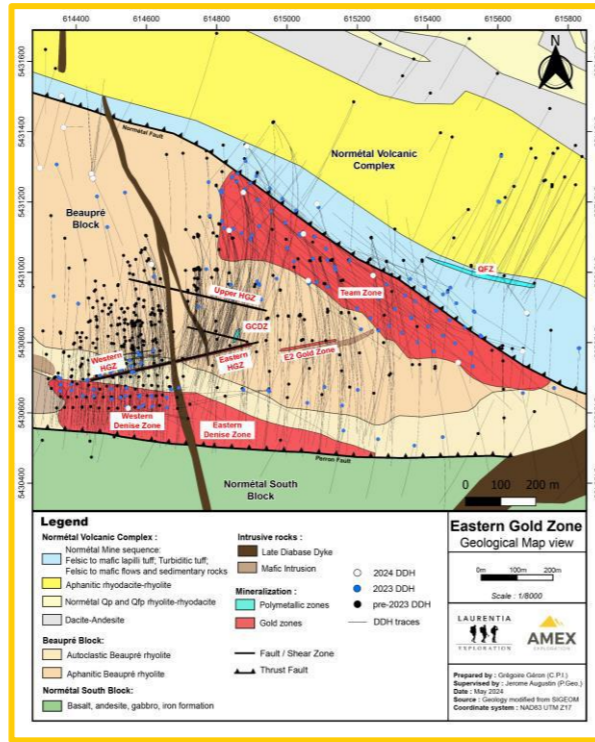 614400 614600 614800 615000 615200 615400 615600 615800
5431600
5431400
5431200
5431000
5430800
5430600
5430400
N
Normétal Fault
Normétal Volcanic
Complex
Beaupré
Block
QFZ
Team Zone
Upper HGZ
GCDZ
Western
HGZ
Eastern
HGZ
E2 Gold Zone
Western
Denise Zone
Eastern
Denise Zone
Perron Fault
Normétal South
Block
0 100 200 m
Legend
Normétal Volcanic Complex :
Normétal Mine sequence:
Felsic to mafic lapilli tuff; Turbiditic tuff;
Felsic to mafic flows and sedimentary rocks
Aphanitic rhyodacite-rhyolite
Normétal Qp and Qfp rhyolite-rhyodacite
Dacite-Andesite
Beaupré Block:
Autoclastic Beaupré rhyolite
Aphanitic Beaupré rhyolite
Normétal South Block:
Basalt, andesite, gabbro, iron formation
Intrusive rocks :
Late Diabase Dyke
Mafic Intrusion
Mineralization :
Polymetallic zones
Gold zones
Fault / Shear Zone
Thrust Fault
2024 DDH
2023 DDH
pre-2023 DDH
DDH traces
Eastern Gold Zone
Geological Map view
0m 100m 200m
Scale : 1/8000
LAURENTIA
EXPLORATION
AMEX
EXPLORATION
Prepared by : Grégoire Géron (C.P.I.)
Supervised by : Jerome Augustin (P.Geo.)
Date : May 2024
Source : Geology modified from SIGEOM
Coordinate system : NAD83 UTM Z17